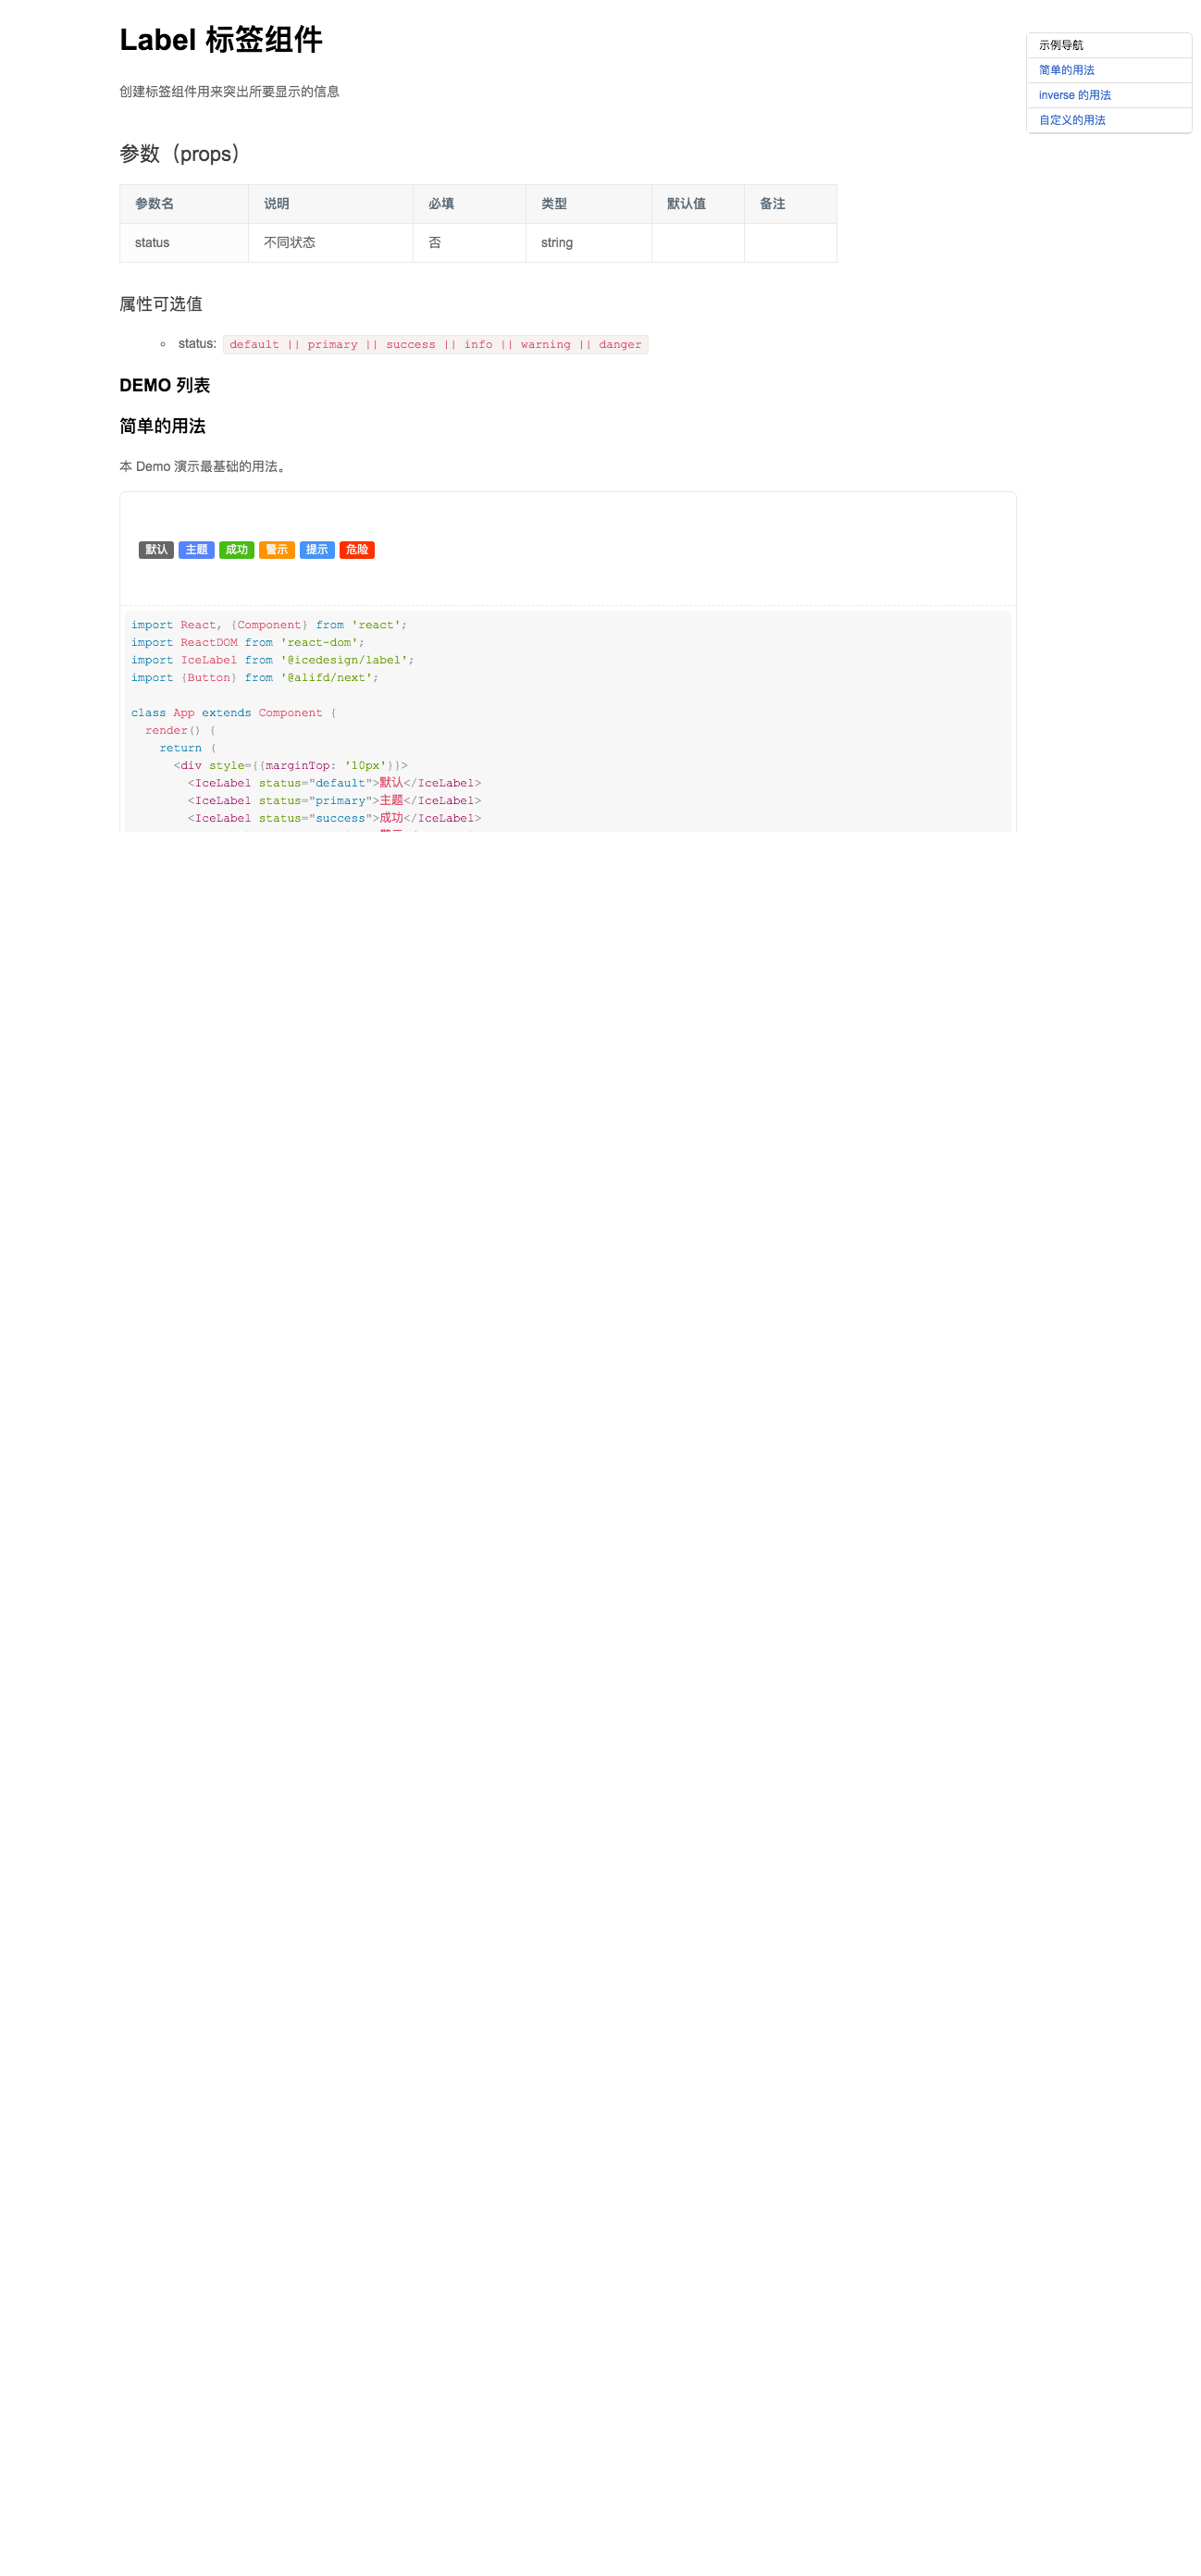 Label 标签组件
示例导航
简单的用法
inverse 的用法
自定义的用法
创建标签组件用来突出所要显示的信息
参数（props）
参数名 说明 必填 类型 默认值 备注
status 不同状态 否 string
属性可选值
status: default || primary || success || info || warning || danger
DEMO 列表
简单的用法
本 Demo 演示最基础的用法。
默认 主题 成功 警示 提示 危险
import React, {Component} from 'react';
import ReactDOM from 'react-dom';
import IceLabel from '@icedesign/label';
import {Button} from '@alifd/next';
class App extends Component {
render() {
return (
<div style={{marginTop: '10px'}}>
<IceLabel status="default">默认</IceLabel>
<IceLabel status="primary">主题</IceLabel>
<IceLabel status="success">成功</IceLabel>